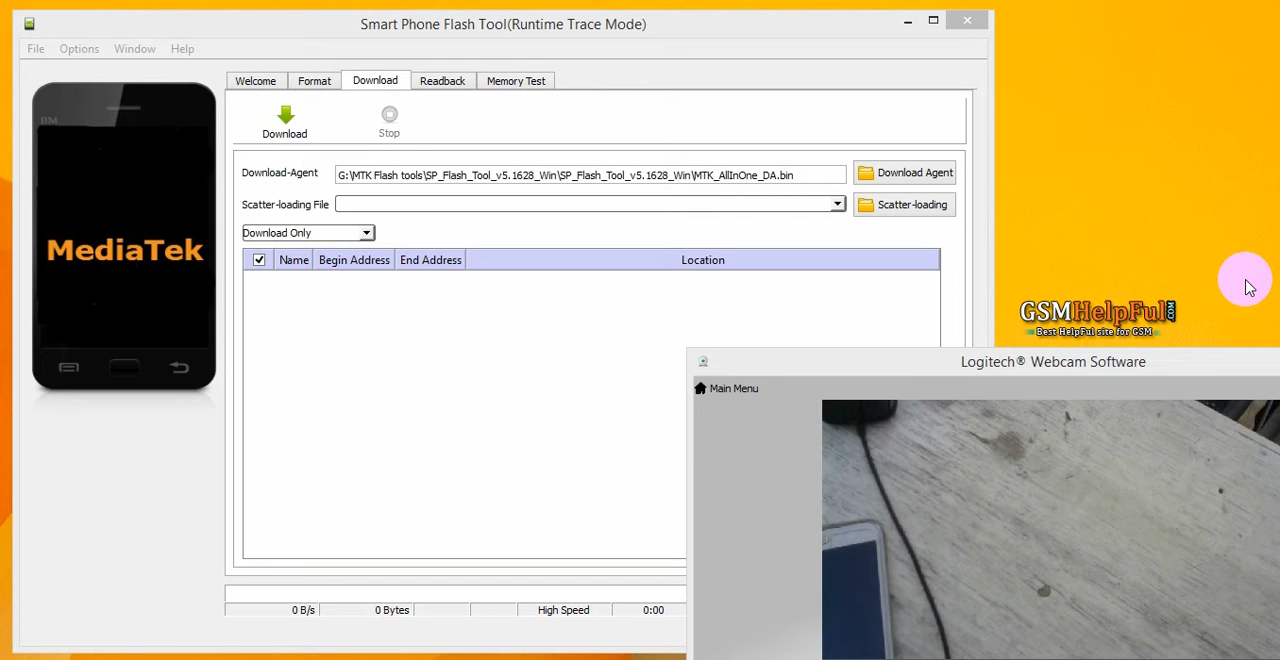 Smart Phone Flash Tool(Runtime Trace Mode)
File Options Window Help
Welcome Format Download Readback Memory Test
BM
Download Stop
Download-Agent G:\MTK Flash tools\SP_Flash_Tool_v5.1628_Win\SP_Flash_Tool_v5.1628_Win\MTK_AllInOne_DA.bin Download Agent
Scatter-loading File Scatter-loading
Download Only
Name Begin Address End Address Location
MediaTek
GSMHelpFul.COM
Best HelpFul site for GSM
Logitech® Webcam Software
Main Menu
0 B/s 0 Bytes High Speed 0:00